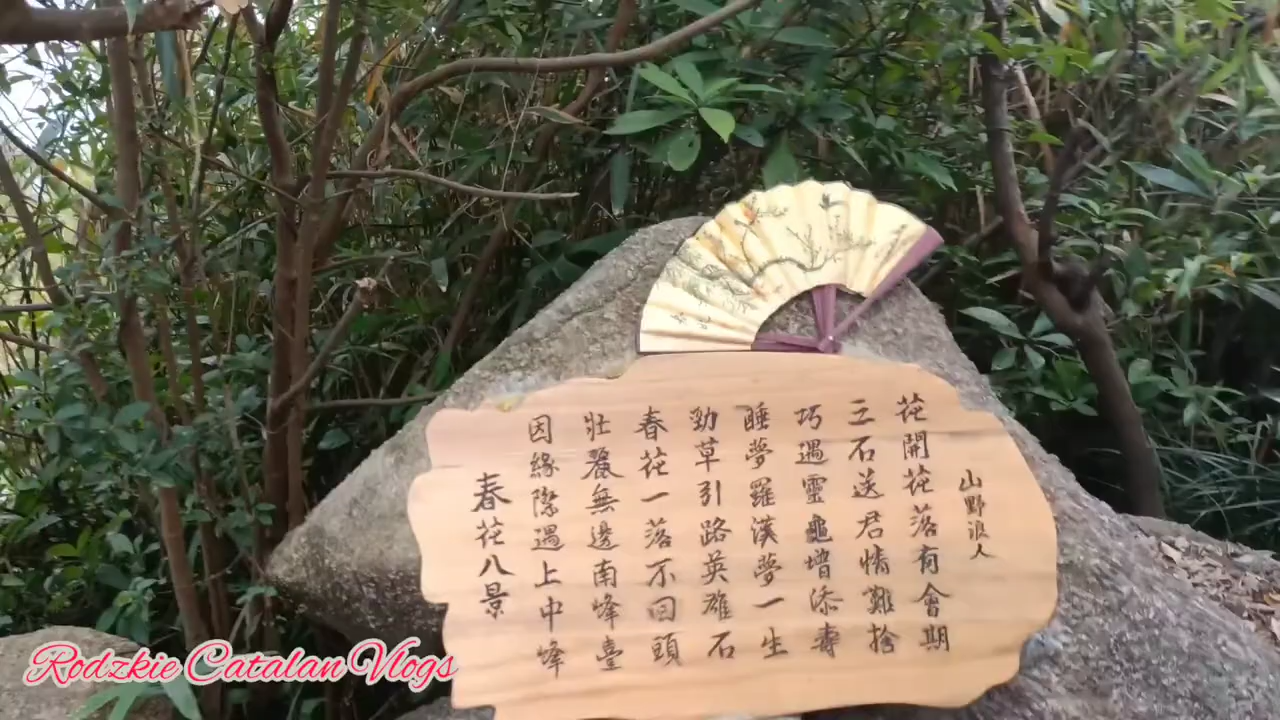 春花八景
因緣際遇上中峰
壯麗無邊南峰臺
春花一落不回頭
勁草引路英雄石
睡夢羅漢夢一生
巧遇靈龜增添壽
三石送君情難捨
花開花落有會期
山野浪人
Rodzkie Catalan Vlogs